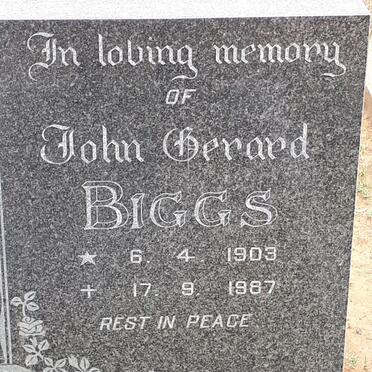 In loving memory
OF
John Gerard
BIGGS
★ 6. 4. 1903
+ 17. 9. 1987
REST IN PEACE